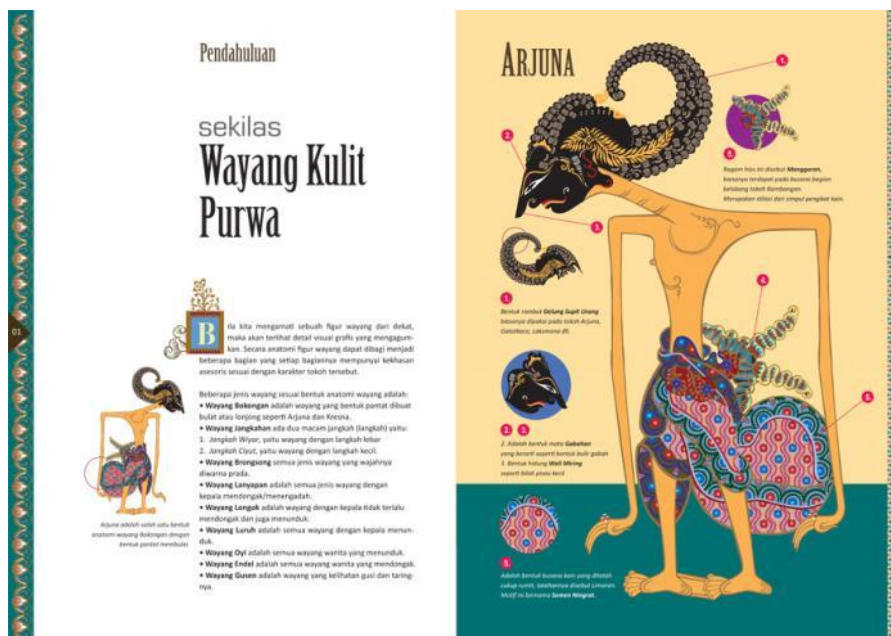 Pendahuluan
sekilas
Wayang Kulit
Purwa
01
Bila kita mengamati sebuah figur wayang dari dekat,
maka akan terlihat detail visual grafis yang mengagum-
kan. Secara anatomi figur wayang dapat dibagi menjadi
beberapa bagian yang setiap bagiannya mempunyai kekhasan
asesoris sesuai dengan karakter tokoh tersebut.
Beberapa jenis wayang sesuai bentuk anatomi wayang adalah:
• Wayang Bokongan adalah wayang yang bentuk pantat dibuat
bulat atau lonjong seperti Arjuna dan Kresna.
• Wayang Jangkahan ada dua macam jangkah (langkah) yaitu:
1. Jangkah Wiyar, yaitu wayang dengan langkah lebar
2. Jangkah Ciyut, yaitu wayang dengan langkah kecil.
• Wayang Brongsong semua jenis wayang yang wajahnya
diwarna prada.
• Wayang Lanyapan adalah semua jenis wayang dengan
kepala mendongak/menengadah.
• Wayang Longok adalah wayang dengan kepala tidak terlalu
mendongak dan juga menunduk.
• Wayang Luruh adalah semua wayang dengan kepala menun-
duk.
• Wayang Oyi adalah semua wayang wanita yang menunduk.
• Wayang Endel adalah semua wayang wanita yang mendongak.
• Wayang Gusen adalah wayang yang kelihatan gusi dan taring-
nya.
Arjuna adalah salah satu bentuk
anatomi wayang Bokongan dengan
bentuk pantat membulat
ARJUNA
1.
2.
3.
4.
5.
Ragam hias ini disebut
biasanya terdapat pada busana bagian
belakang tokoh Bambangan.
Merupakan stilasi dari simpul pengikat kain.
1.
Bentuk rambut Gelung Supit Urang
biasanya dipakai pada tokoh Arjuna,
Gatotkaca, Laksmana dll.
2. 3.
2. Adalah bentuk mata Gabahan
yang berarti seperti bentuk bulir gabah
3. Bentuk hidung Wali Miring
seperti bilah pisau kecil
5.
Adalah bentuk busana kain yang ditatah
cukup rumit, tatahannya disebut Limaran.
Motif ini bernama Semen Ningrat.